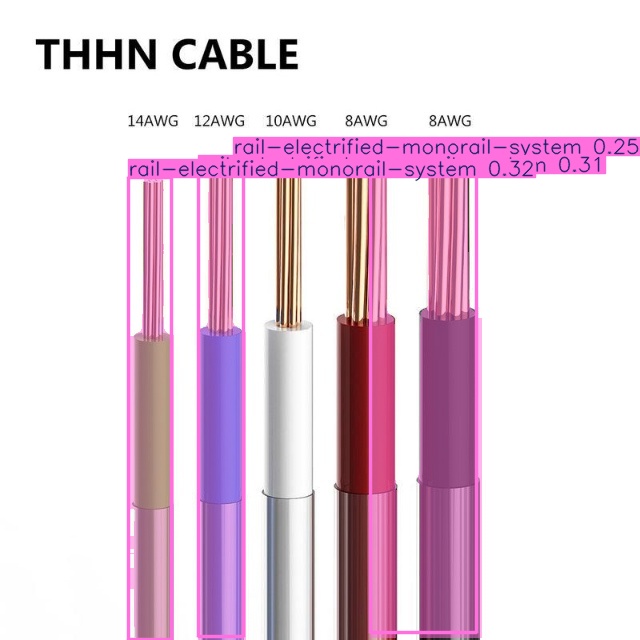 THHN CABLE
14AWG 12AWG 10AWG 8AWG 8AWG
rail-electrified-monorail-system 0.25
0.31
rail-electrified-monorail-system 0.32